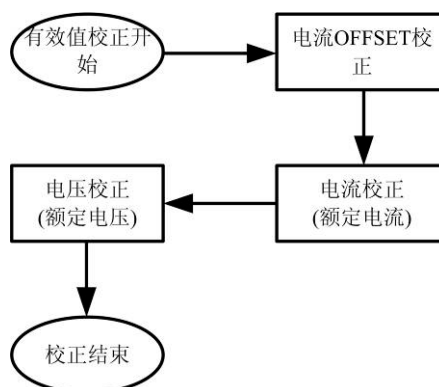 有效值校正开
始
电流OFFSET校
正
电流校正
(额定电流)
电压校正
(额定电压)
校正结束